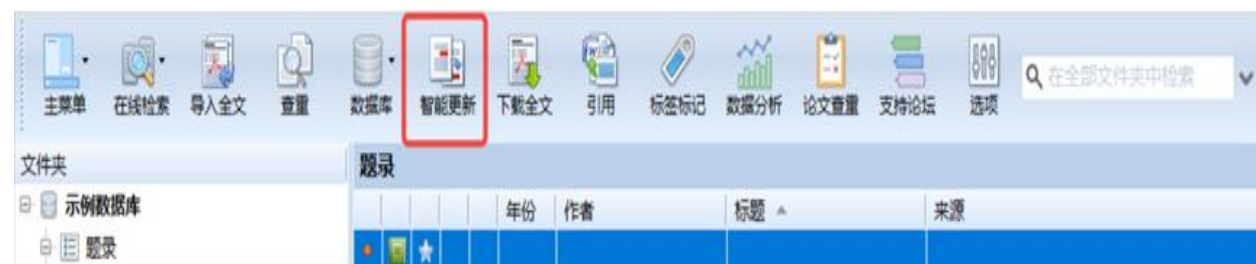 主菜单 在线检索 导入全文 查重 数据库 智能更新 下载全文 引用 标签标记 数据分析 论文查重 支持论坛 选项 在全部文件夹中检索
文件夹 题录
示例数据库 年份 作者 标题 来源
题录